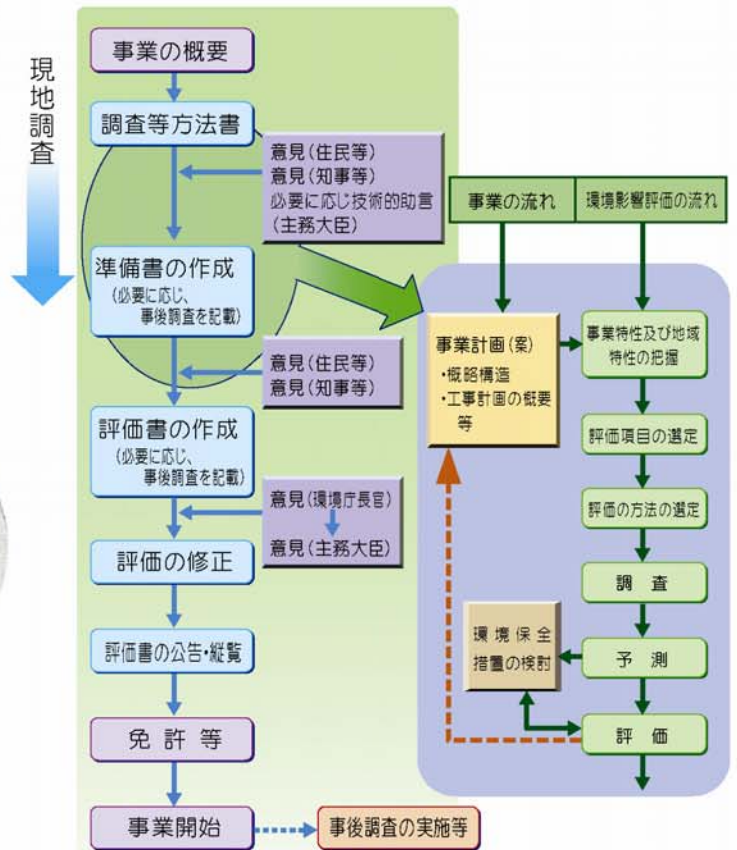 現地調査
事業の概要
調査等方法書
意見(住民等)
意見(知事等)
必要に応じ技術的助言
(主務大臣)
準備書の作成
(必要に応じ、
事後調査を記載)
意見(住民等)
意見(知事等)
評価書の作成
(必要に応じ、
事後調査を記載)
意見(環境庁長官)
意見(主務大臣)
評価の修正
評価書の公告・縦覧
免許等
事業開始
事後調査の実施等
事業の流れ
環境影響評価の流れ
事業計画(案)
・概略構造
・工事計画の概要
等
事業特性及び地域
特性の把握
評価項目の選定
評価の方法の選定
調査
環境保全
措置の検討
予測
評価